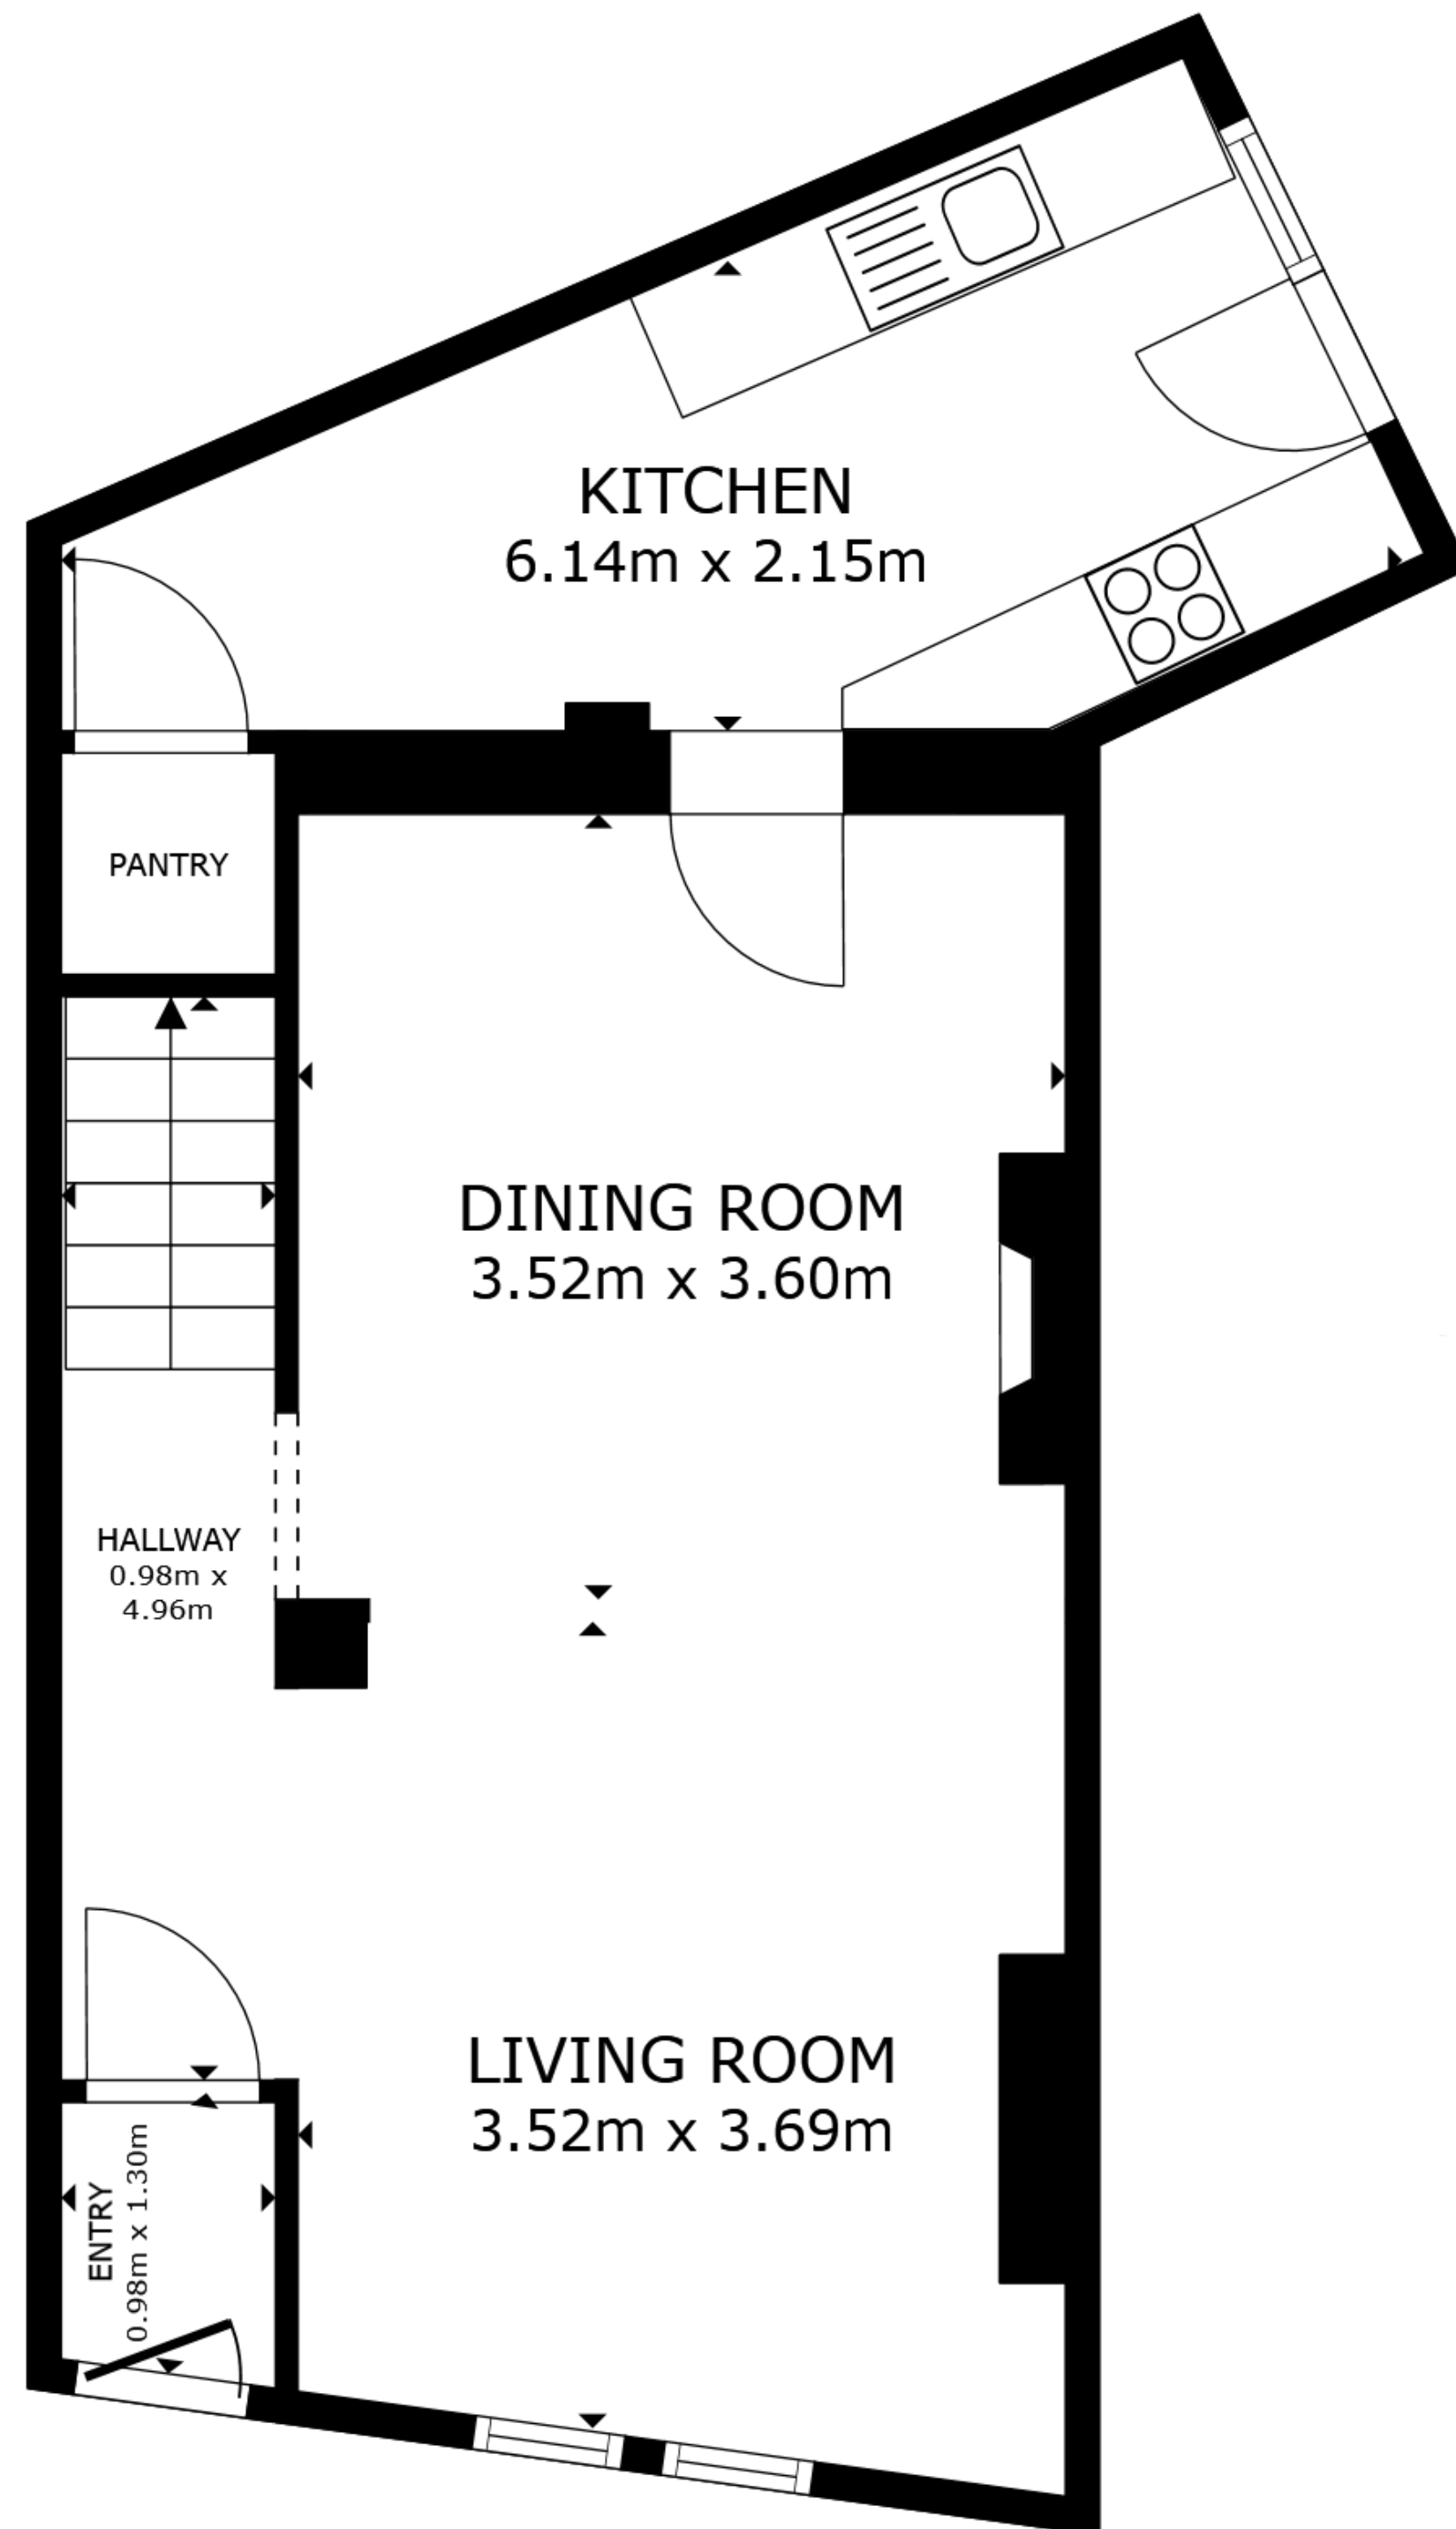 KITCHEN
6.14m x 2.15m
PANTRY
DINING ROOM
3.52m x 3.60m
HALLWAY
0.98m x
4.96m
LIVING ROOM
3.52m x 3.69m
ENTRY
0.98m x 1.30m